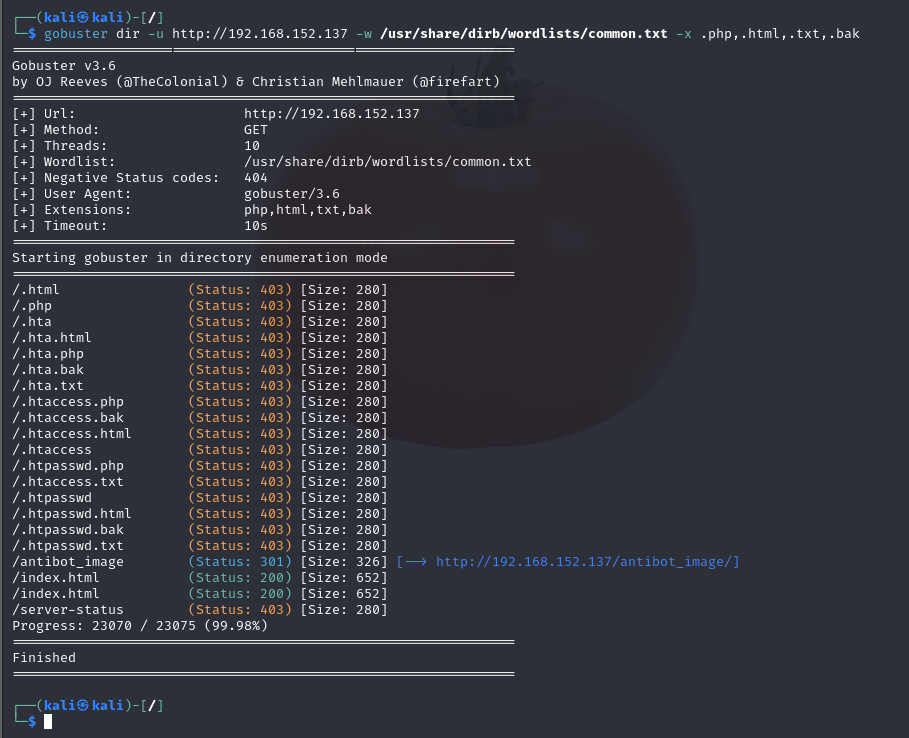 ┌──(kali㉿kali)-[/]
└─$ gobuster dir -u http://192.168.152.137 -w /usr/share/dirb/wordlists/common.txt -x .php,.html,.txt,.bak
===============================================================
Gobuster v3.6
by OJ Reeves (@TheColonial) & Christian Mehlmauer (@firefart)
===============================================================
[+] Url:                     http://192.168.152.137
[+] Method:                  GET
[+] Threads:                 10
[+] Wordlist:                /usr/share/dirb/wordlists/common.txt
[+] Negative Status codes:   404
[+] User Agent:              gobuster/3.6
[+] Extensions:              php,html,txt,bak
[+] Timeout:                 10s
===============================================================
Starting gobuster in directory enumeration mode
===============================================================
/.html                (Status: 403) [Size: 280]
/.php                 (Status: 403) [Size: 280]
/.hta                 (Status: 403) [Size: 280]
/.hta.html            (Status: 403) [Size: 280]
/.hta.php             (Status: 403) [Size: 280]
/.hta.bak             (Status: 403) [Size: 280]
/.hta.txt             (Status: 403) [Size: 280]
/.htaccess.php        (Status: 403) [Size: 280]
/.htaccess.bak        (Status: 403) [Size: 280]
/.htaccess.html       (Status: 403) [Size: 280]
/.htaccess            (Status: 403) [Size: 280]
/.htpasswd.php        (Status: 403) [Size: 280]
/.htaccess.txt        (Status: 403) [Size: 280]
/.htpasswd            (Status: 403) [Size: 280]
/.htpasswd.html       (Status: 403) [Size: 280]
/.htpasswd.bak        (Status: 403) [Size: 280]
/.htpasswd.txt        (Status: 403) [Size: 280]
/antibot_image        (Status: 301) [Size: 326] [--> http://192.168.152.137/antibot_image/]
/index.html           (Status: 200) [Size: 652]
/index.html           (Status: 200) [Size: 652]
/server-status        (Status: 403) [Size: 280]
Progress: 23070 / 23075 (99.98%)
===============================================================
Finished
===============================================================
┌──(kali㉿kali)-[/]
└─$